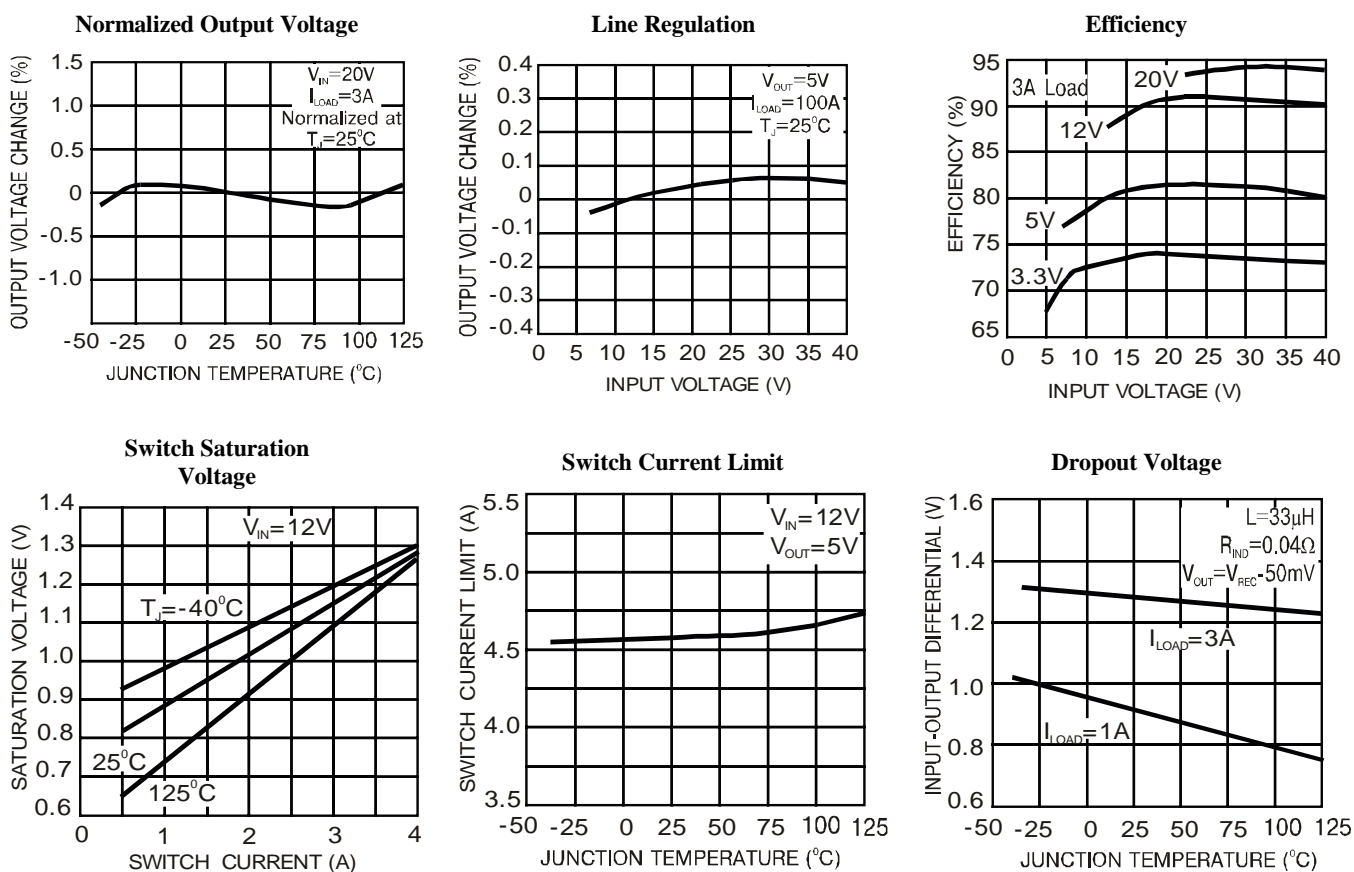 Normalized Output Voltage
OUTPUT VOLTAGE CHANGE (%)
1.5
1.0
0.5
0
-0.5
-1.0
V_IN=20V
I_LOAD=3A
Normalized at
T_J=25⁰C
-50 -25 0 25 50 75 100 125
JUNCTION TEMPERATURE (⁰C)
Line Regulation
OUTPUT VOLTAGE CHANGE (%)
0.4
0.3
0.2
0.1
0
-0.1
-0.2
-0.3
-0.4
V_OUT=5V
I_LOAD=100A
T_J=25⁰C
0 5 10 15 20 25 30 35 40
INPUT VOLTAGE (V)
Efficiency
EFFICIENCY (%)
95
90
85
80
75
70
65
3A Load
20V
12V
5V
3.3V
0 5 10 15 20 25 30 35 40
INPUT VOLTAGE (V)
Switch Saturation
Voltage
SATURATION VOLTAGE (V)
1.4
1.3
1.2
1.1
1.0
0.9
0.8
0.7
0.6
V_IN=12V
T_J=-40⁰C
25⁰C
125⁰C
0 1 2 3 4
SWITCH CURRENT (A)
Switch Current Limit
SWITCH CURRENT LIMIT (A)
5.5
5.0
4.5
4.0
3.5
V_IN=12V
V_OUT=5V
-50 -25 0 25 50 75 100 125
JUNCTION TEMPERATURE (⁰C)
Dropout Voltage
INPUT-OUTPUT DIFFERENTIAL (V)
1.6
1.4
1.2
1.0
0.8
0.6
L=33µH
R_IND=0.04Ω
V_OUT=V_REC-50mV
I_LOAD=3A
I_LOAD=1A
-50 -25 0 25 50 75 100 125
JUNCTION TEMPERATURE (⁰C)